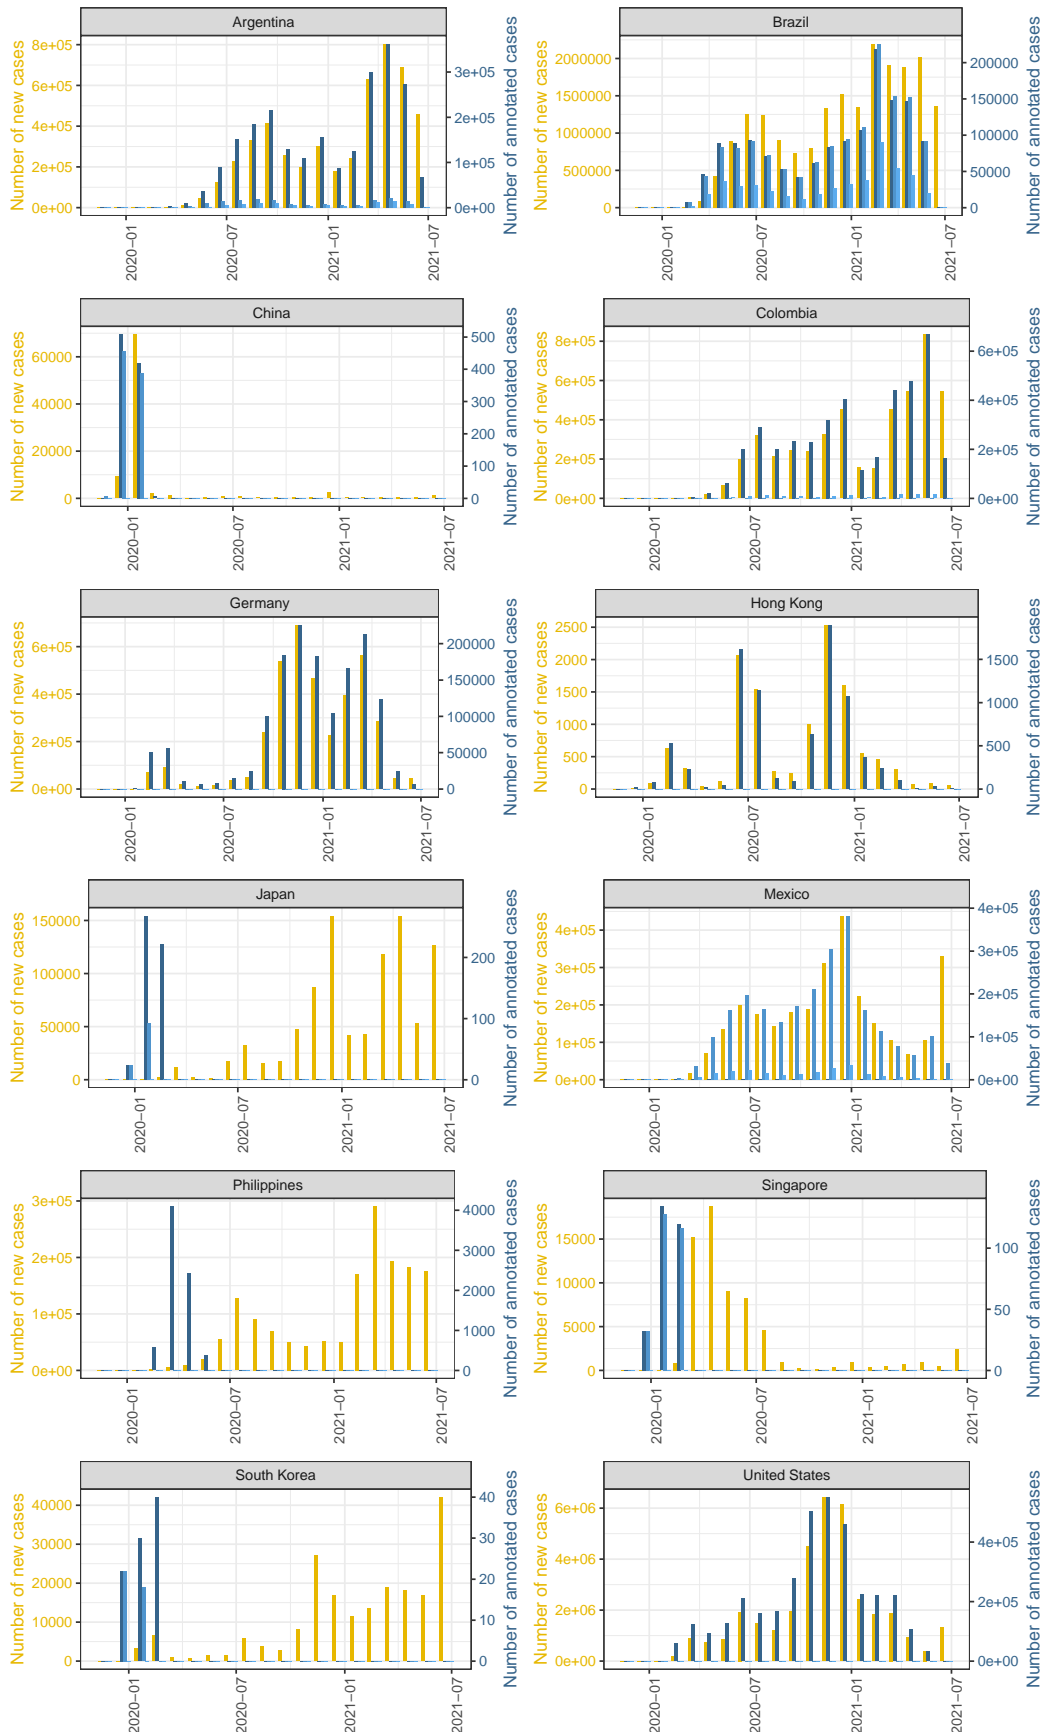 Argentina
Number of new cases
8e+05
6e+05
4e+05
2e+05
0e+00
3e+05
2e+05
1e+05
0e+00
Number of annotated cases
2020−01
2020−07
2021−01
2021−07
Brazil
Number of new cases
2000000
1500000
1000000
500000
0
200000
150000
100000
50000
0
Number of annotated cases
2020−01
2020−07
2021−01
2021−07
China
Number of new cases
60000
40000
20000
0
500
400
300
200
100
0
Number of annotated cases
2020−01
2020−07
2021−01
2021−07
Colombia
Number of new cases
8e+05
6e+05
4e+05
2e+05
0e+00
6e+05
4e+05
2e+05
0e+00
Number of annotated cases
2020−01
2020−07
2021−01
2021−07
Germany
Number of new cases
6e+05
4e+05
2e+05
0e+00
200000
150000
100000
50000
0
Number of annotated cases
2020−01
2020−07
2021−01
2021−07
Hong Kong
Number of new cases
2500
2000
1500
1000
500
0
1500
1000
500
0
Number of annotated cases
2020−01
2020−07
2021−01
2021−07
Japan
Number of new cases
150000
100000
50000
0
200
100
0
Number of annotated cases
2020−01
2020−07
2021−01
2021−07
Mexico
Number of new cases
4e+05
3e+05
2e+05
1e+05
0e+00
4e+05
3e+05
2e+05
1e+05
0e+00
Number of annotated cases
2020−01
2020−07
2021−01
2021−07
Philippines
Number of new cases
3e+05
2e+05
1e+05
0e+00
4000
3000
2000
1000
0
Number of annotated cases
2020−01
2020−07
2021−01
2021−07
Singapore
Number of new cases
15000
10000
5000
0
100
50
0
Number of annotated cases
2020−01
2020−07
2021−01
2021−07
South Korea
Number of new cases
40000
30000
20000
10000
0
40
30
20
10
0
Number of annotated cases
2020−01
2020−07
2021−01
2021−07
United States
Number of new cases
6e+06
4e+06
2e+06
0e+00
4e+05
2e+05
0e+00
Number of annotated cases
2020−01
2020−07
2021−01
2021−07